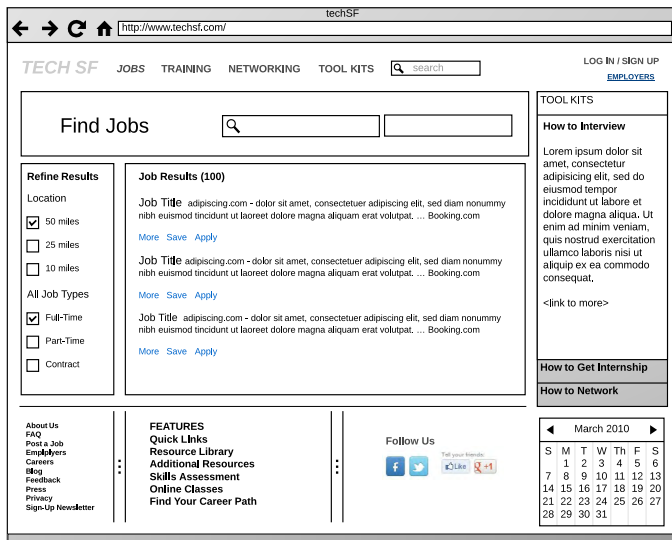 techSF
http://www.techsf.com/
TECH SF JOBS TRAINING NETWORKING TOOL KITS search
LOG IN / SIGN UP
EMPLOYERS
Find Jobs
Refine Results
Location
50 miles
25 miles
10 miles
All Job Types
Full-Time
Part-Time
Contract
Job Results (100)
Job Title adipiscing.com - dolor sit amet, consectetuer adipiscing elit, sed diam nonummy
nibh euismod tincidunt ut laoreet dolore magna aliquam erat volutpat. ... Booking.com
More Save Apply
Job Title adipiscing.com - dolor sit amet, consectetuer adipiscing elit, sed diam nonummy
nibh euismod tincidunt ut laoreet dolore magna aliquam erat volutpat. ... Booking.com
More Save Apply
Job Title adipiscing.com - dolor sit amet, consectetuer adipiscing elit, sed diam nonummy
nibh euismod tincidunt ut laoreet dolore magna aliquam erat volutpat. ... Booking.com
More Save Apply
TOOL KITS
How to Interview
Lorem ipsum dolor sit
amet, consectetur
adipisicing elit, sed do
eiusmod tempor
incididunt ut labore et
dolore magna aliqua. Ut
enim ad minim veniam,
quis nostrud exercitation
ullamco laboris nisi ut
aliquip ex ea commodo
consequat,
<link to more>
How to Get Internship
How to Network
About Us
FAQ
Post a Job
Emplpiyers
Careers
Blog
Feedback
Press
Privacy
Sign-Up Newsletter
FEATURES
Quick Links
Resource Library
Additional Resources
Skills Assessment
Online Classes
Find Your Career Path
Follow Us
Tell your friends:
f Like +1
March 2010
S M T W Th F S
1 2 3 4 5 6
7 8 9 10 11 12 13
14 15 16 17 18 19 20
21 22 23 24 25 26 27
28 29 30 31